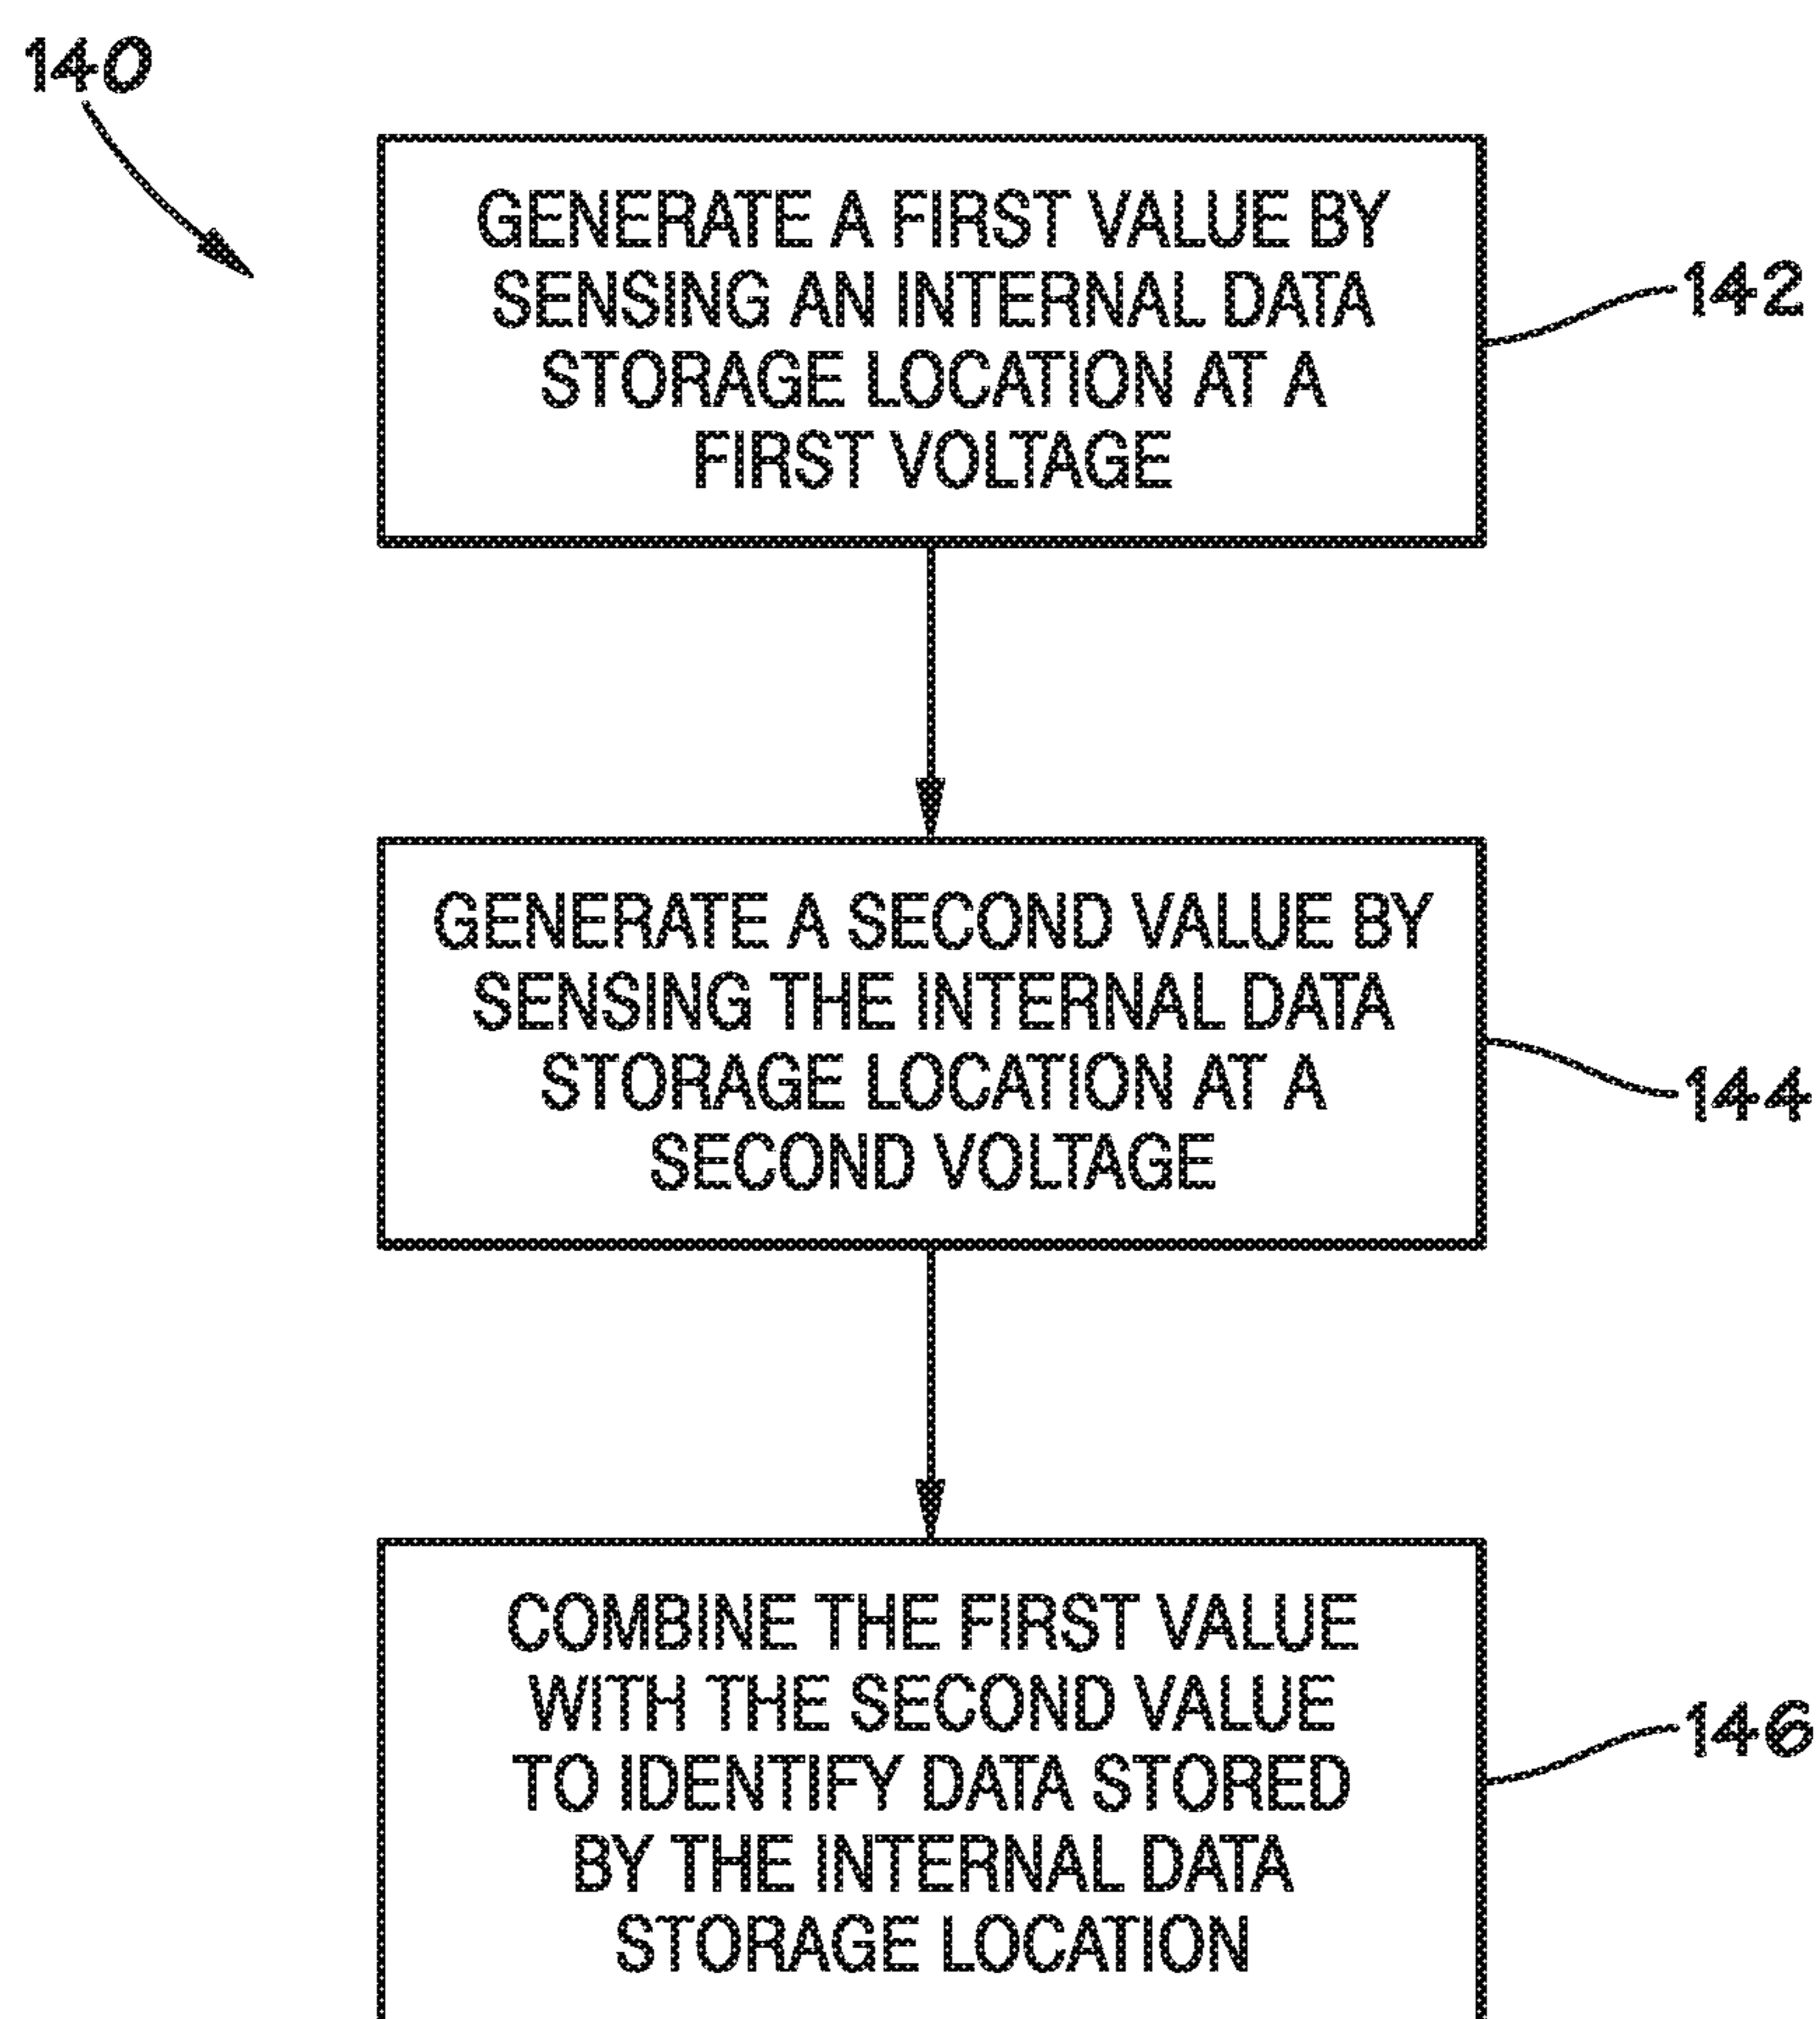 140
GENERATE A FIRST VALUE BY
SENSING AN INTERNAL DATA
STORAGE LOCATION AT A
FIRST VOLTAGE
142
GENERATE A SECOND VALUE BY
SENSING THE INTERNAL DATA
STORAGE LOCATION AT A
SECOND VOLTAGE
144
COMBINE THE FIRST VALUE
WITH THE SECOND VALUE
TO IDENTIFY DATA STORED
BY THE INTERNAL DATA
STORAGE LOCATION
146